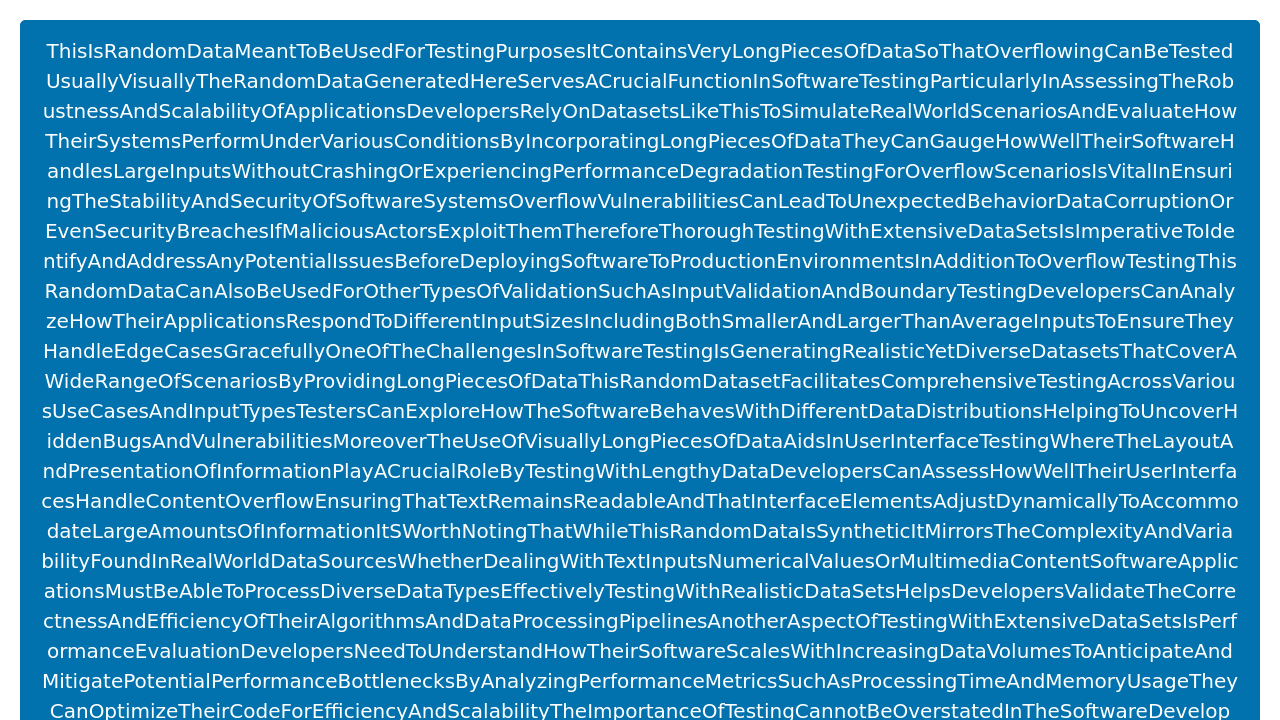 ThisIsRandomDataMeantToBeUsedForTestingPurposesItContainsVeryLongPiecesOfDataSoThatOverflowingCanBeTested
UsuallyVisuallyTheRandomDataGeneratedHereServesACrucialFunctionInSoftwareTestingParticularlyInAssessingTheRob
ustnessAndScalabilityOfApplicationsDevelopersRelyOnDatasetsLikeThisToSimulateRealWorldScenariosAndEvaluateHow
TheirSystemsPerformUnderVariousConditionsByIncorporatingLongPiecesOfDataTheyCanGaugeHowWellTheirSoftwareH
andlesLargeInputsWithoutCrashingOrExperiencingPerformanceDegradationTestingForOverflowScenariosIsVitalInEnsuri
ngTheStabilityAndSecurityOfSoftwareSystemsOverflowVulnerabilitiesCanLeadToUnexpectedBehaviorDataCorruptionOr
EvenSecurityBreachesIfMaliciousActorsExploitThemThereforeThoroughTestingWithExtensiveDataSetsIsImperativeToIde
ntifyAndAddressAnyPotentialIssuesBeforeDeployingSoftwareToProductionEnvironmentsInAdditionToOverflowTestingThis
RandomDataCanAlsoBeUsedForOtherTypesOfValidationSuchAsInputValidationAndBoundaryTestingDevelopersCanAnaly
zeHowTheirApplicationsRespondToDifferentInputSizesIncludingBothSmallerAndLargerThanAverageInputsToEnsureThey
HandleEdgeCasesGracefullyOneOfTheChallengesInSoftwareTestingIsGeneratingRealisticYetDiverseDatasetsThatCoverA
WideRangeOfScenariosByProvidingLongPiecesOfDataThisRandomDatasetFacilitatesComprehensiveTestingAcrossVariou
sUseCasesAndInputTypesTestersCanExploreHowTheSoftwareBehavesWithDifferentDataDistributionsHelpingToUncoverH
iddenBugsAndVulnerabilitiesMoreoverTheUseOfVisuallyLongPiecesOfDataAidsInUserInterfaceTestingWhereTheLayoutA
ndPresentationOfInformationPlayACrucialRoleByTestingWithLengthyDataDevelopersCanAssessHowWellTheirUserInterfa
cesHandleContentOverflowEnsuringThatTextRemainsReadableAndThatInterfaceElementsAdjustDynamicallyToAccommo
dateLargeAmountsOfInformationItSWorthNotingThatWhileThisRandomDataIsSyntheticItMirrorsTheComplexityAndVaria
bilityFoundInRealWorldDataSourcesWhetherDealingWithTextInputsNumericalValuesOrMultimediaContentSoftwareApplic
ationsMustBeAbleToProcessDiverseDataTypesEffectivelyTestingWithRealisticDataSetsHelpsDevelopersValidateTheCorre
ctnessAndEfficiencyOfTheirAlgorithmsAndDataProcessingPipelinesAnotherAspectOfTestingWithExtensiveDataSetsIsPerf
ormanceEvaluationDevelopersNeedToUnderstandHowTheirSoftwareScalesWithIncreasingDataVolumesToAnticipateAnd
MitigatePotentialPerformanceBottlenecksByAnalyzingPerformanceMetricsSuchAsProcessingTimeAndMemoryUsageThey
CanOptimizeTheirCodeForEfficiencyAndScalabilityTheImportanceOfTestingCannotBeOverstatedInTheSoftwareDevelop